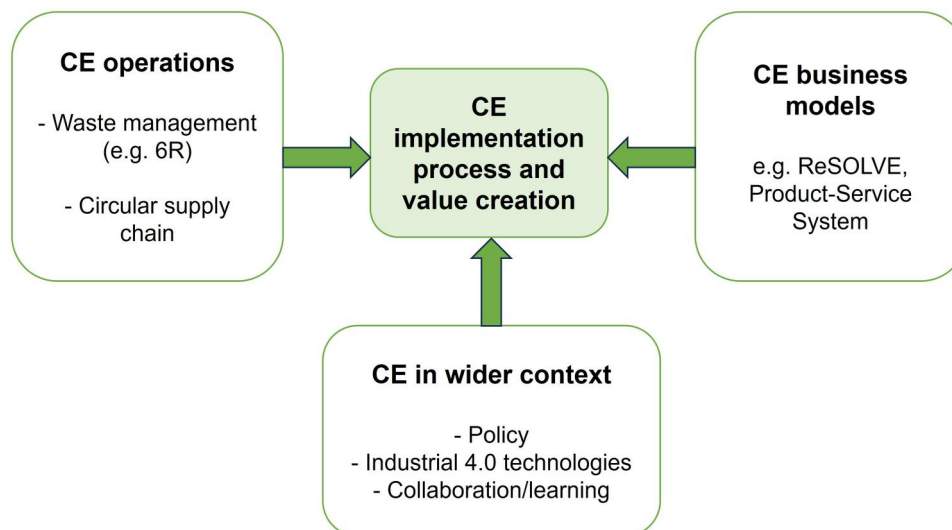 CE operations
- Waste management
(e.g. 6R)
- Circular supply
chain
CE
implementation
process and
value creation
CE business
models
e.g. ReSOLVE,
Product-Service
System
CE in wider context
- Policy
- Industrial 4.0 technologies
- Collaboration/learning